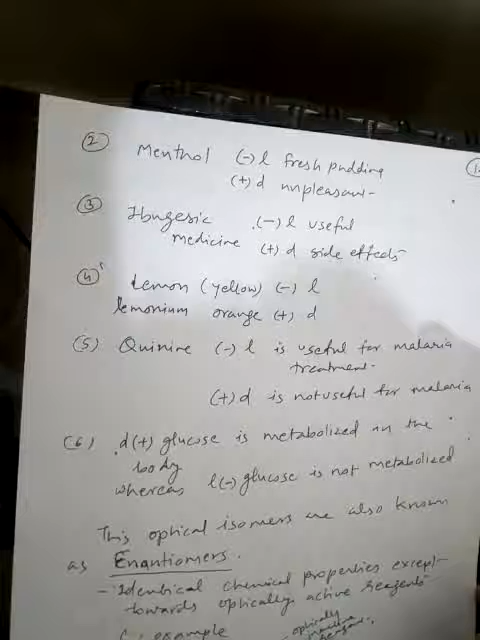 (2) Menthol (-) l fresh pudding
(+) d unpleasant-
(3) Ibugesic (-) l useful
medicine (+) d side effects-
(4) Lemon (yellow) (-) l
lemonium orange (+) d
(5) Quinine (-) l is useful for malaria
treatment-
(+) d is not useful for malaria
(6) d(+) glucose is metabolized in the
body
whereas l(-) glucose is not metabolized
This optical isomers are also known
as Enantiomers.
- Identical chemical properties except-
towards optically active reagents-
example
optically